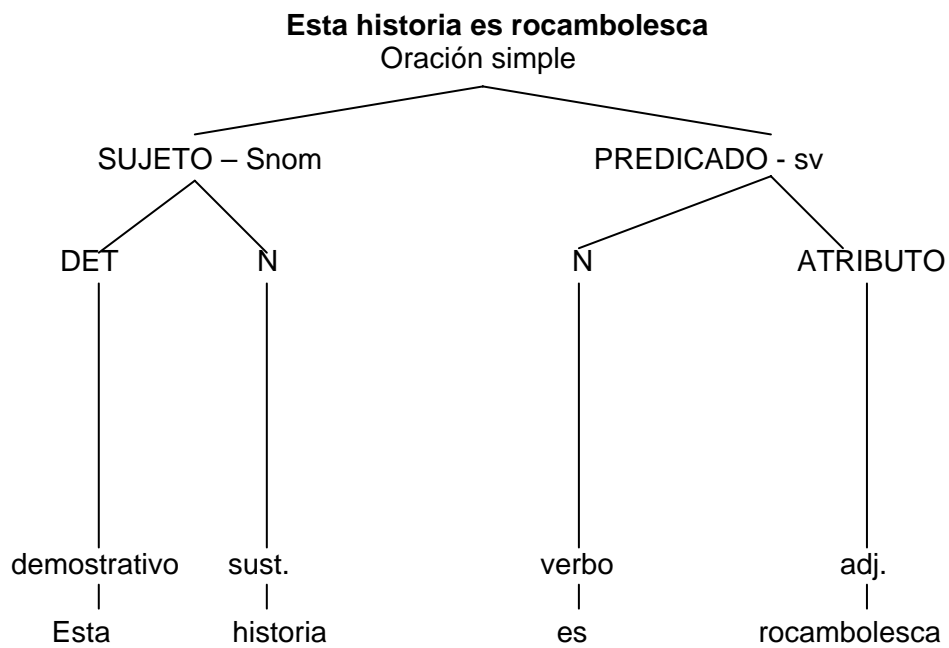 Esta historia es rocambolesca
Oración simple
SUJETO – Snom PREDICADO - sv
DET N N ATRIBUTO
demostrativo sust. verbo adj.
Esta historia es rocambolesca